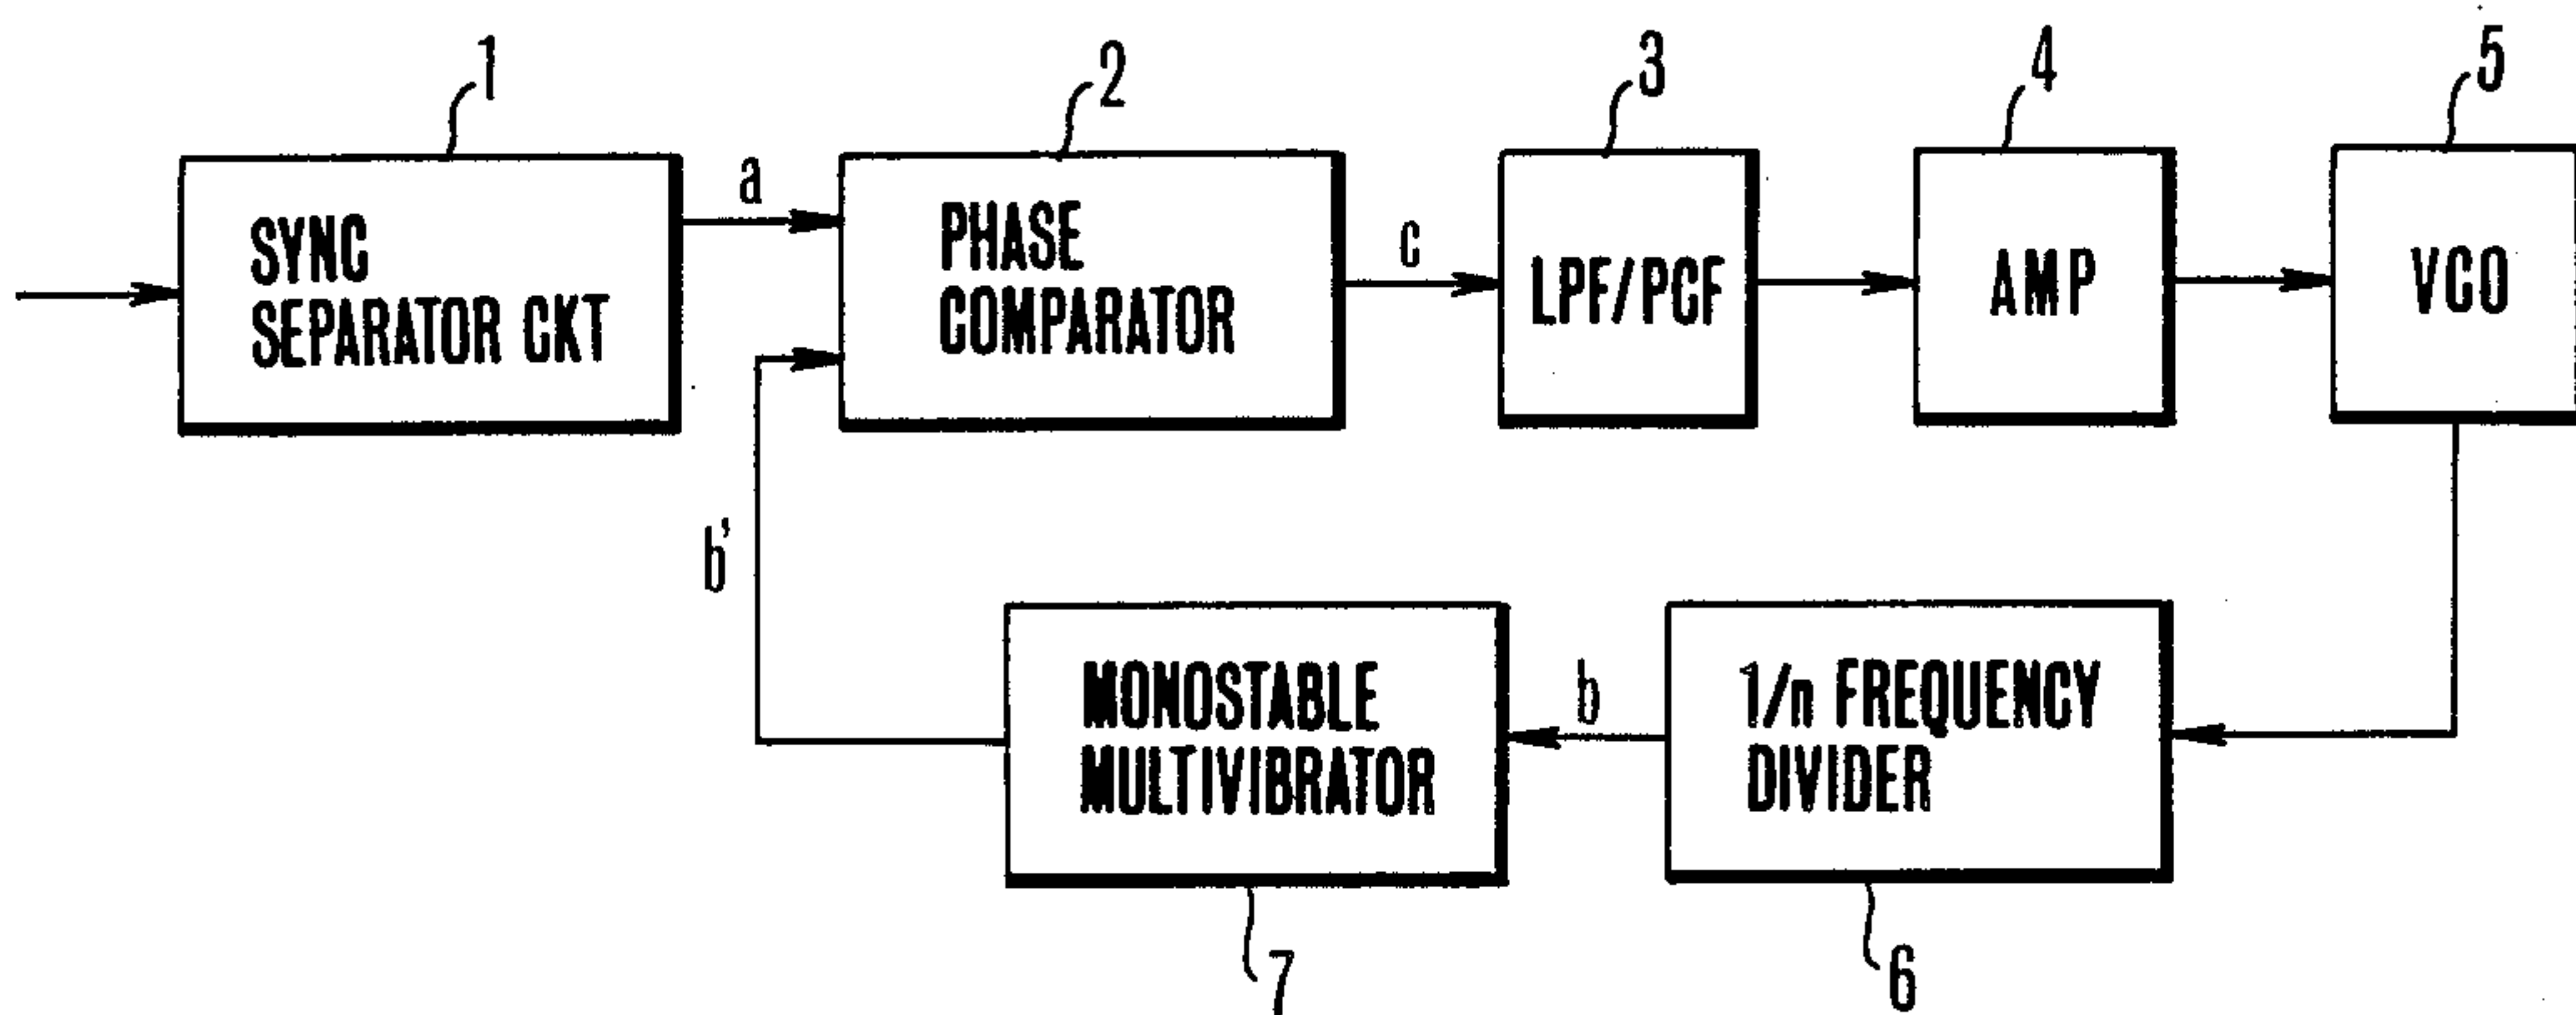 1
2
3
4
5
SYNC
SEPARATOR CKT
a
PHASE
COMPARATOR
c
LPF/PCF
AMP
VCO
b'
MONOSTABLE
MULTIVIBRATOR
b
1/n FREQUENCY
DIVIDER
7
6